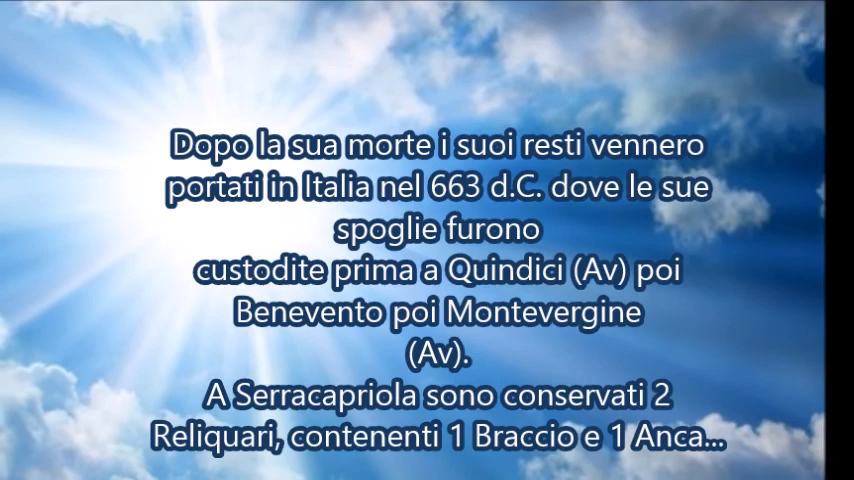 Dopo la sua morte i suoi resti vennero
portati in Italia nel 663 d.C. dove le sue
spoglie furono
custodite prima a Quindici (Av) poi
Benevento poi Montevergine
(Av).
A Serracapriola sono conservati 2
Reliquari, contenenti 1 Braccio e 1 Anca...